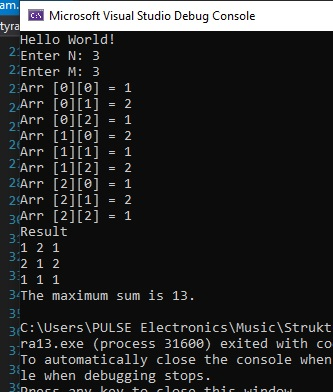 am.
Microsoft Visual Studio Debug Console
tyra
Hello World!
Enter N: 3
Enter M: 3
Arr [0][0] = 1
Arr [0][1] = 2
Arr [0][2] = 1
Arr [1][0] = 2
Arr [1][1] = 1
Arr [1][2] = 2
Arr [2][0] = 1
Arr [2][1] = 2
Arr [2][2] = 1
Result
1 2 1
2 1 2
1 1 1
The maximum sum is 13.
C:\Users\PULSE Electronics\Music\Strukt
ra13.exe (process 31600) exited with co
To automatically close the console when
le when debugging stops.
Press any key to close this window